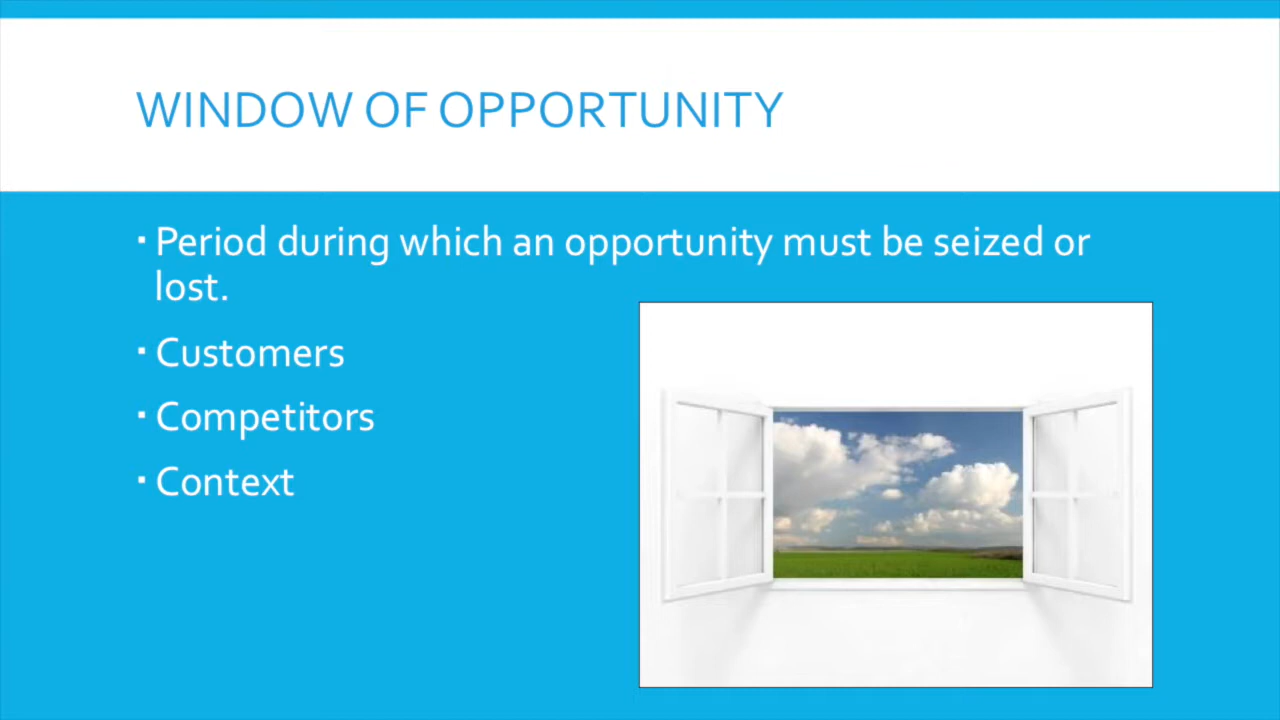 WINDOW OF OPPORTUNITY
▪ Period during which an opportunity must be seized or
lost.
▪ Customers
▪ Competitors
▪ Context